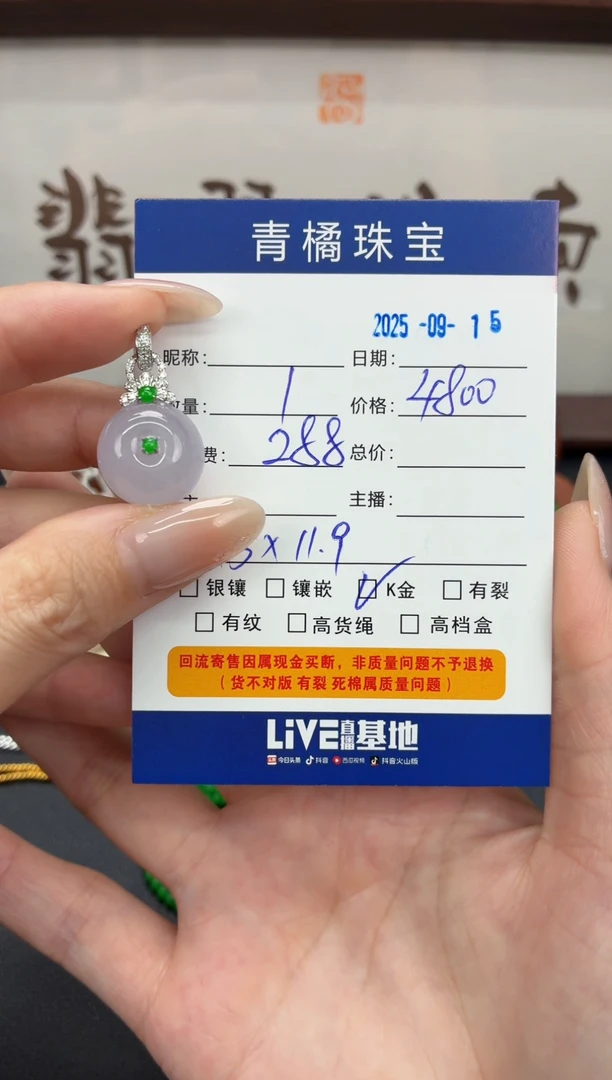 翡翠
青橘珠宝
2025-09-15
昵称: 日期:
量: 1 价格: 4800
费: 288 总价:
主播:
x 11.9
银镶 镶嵌 ✓ K金 有裂
有纹 高货绳 高档盒
回流寄售因属现金买断，非质量问题不予退换
（货不对版 有裂 死棉属质量问题）
LiVE直播基地
今日头条 抖音 西瓜视频 抖音火山版